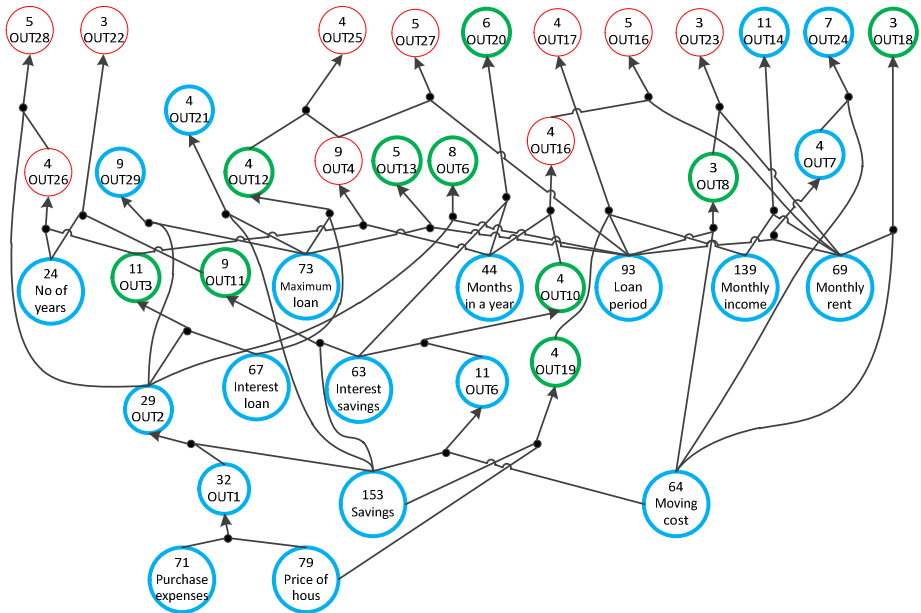 5
OUT28
3
OUT22
4
OUT25
5
OUT27
6
OUT20
4
OUT17
5
OUT16
3
OUT23
11
OUT14
7
OUT24
3
OUT18
4
OUT21
4
OUT26
9
OUT29
4
OUT12
9
OUT4
5
OUT13
8
OUT6
4
OUT16
3
OUT8
4
OUT7
24
No of
years
11
OUT3
9
OUT11
73
Maximum
loan
44
Months
in a year
4
OUT10
93
Loan
period
139
Monthly
income
69
Monthly
rent
29
OUT2
67
Interest
loan
63
Interest
savings
11
OUT6
4
OUT19
32
OUT1
153
Savings
64
Moving
cost
71
Purchase
expenses
79
Price of
hous